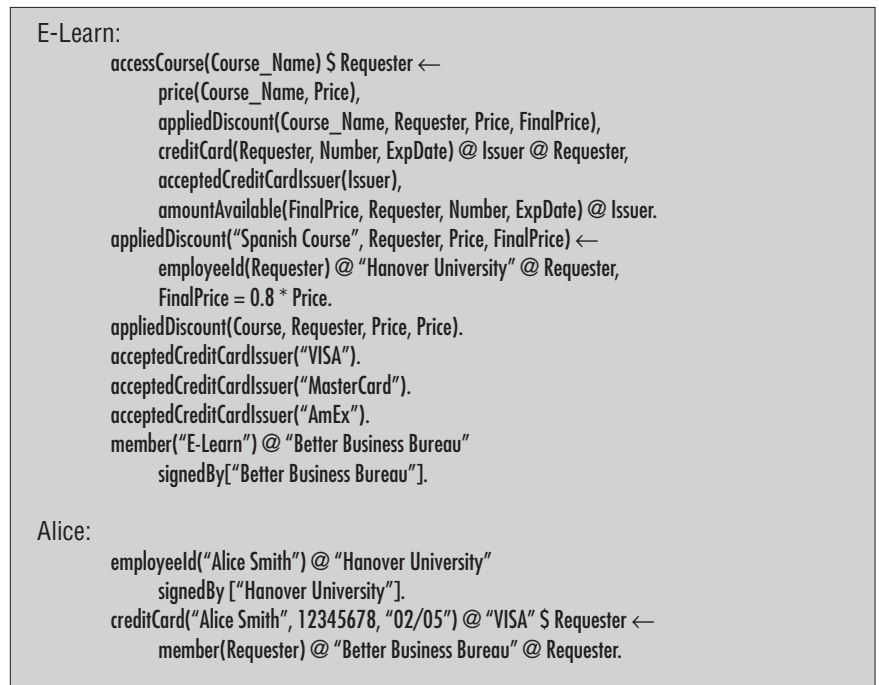 E-Learn:
accessCourse(Course_Name) $ Requester ←
price(Course_Name, Price),
appliedDiscount(Course_Name, Requester, Price, FinalPrice),
creditCard(Requester, Number, ExpDate) @ Issuer @ Requester,
acceptedCreditCardIssuer(Issuer),
amountAvailable(FinalPrice, Requester, Number, ExpDate) @ Issuer.
appliedDiscount(“Spanish Course”, Requester, Price, FinalPrice) ←
employeeId(Requester) @ “Hanover University” @ Requester,
FinalPrice = 0.8 * Price.
appliedDiscount(Course, Requester, Price, Price).
acceptedCreditCardIssuer(“VISA”).
acceptedCreditCardIssuer(“MasterCard”).
acceptedCreditCardIssuer(“AmEx”).
member(“E-Learn”) @ “Better Business Bureau”
signedBy[“Better Business Bureau”].
Alice:
employeeId(“Alice Smith”) @ “Hanover University”
signedBy [“Hanover University”].
creditCard(“Alice Smith”, 12345678, “02/05”) @ “VISA” $ Requester ←
member(Requester) @ “Better Business Bureau” @ Requester.